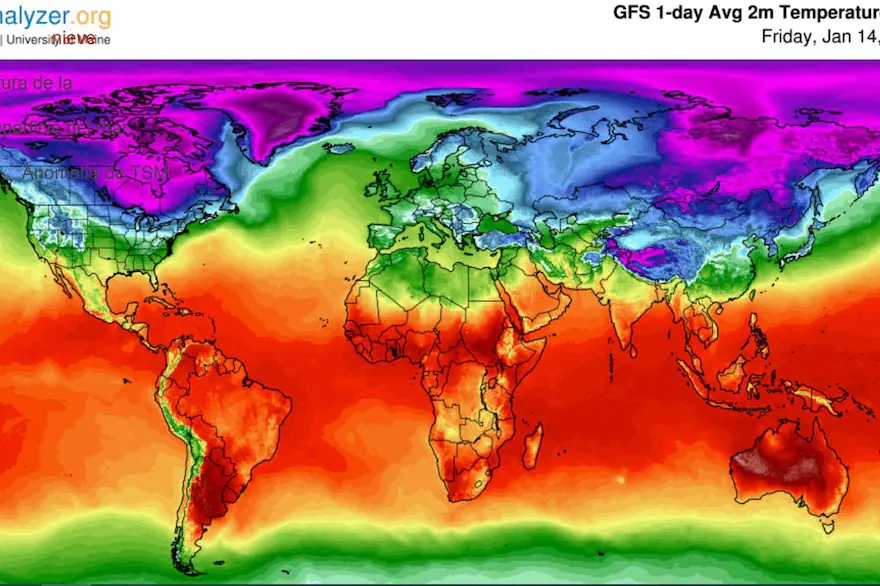 nalyzer.org
GFS 1-day Avg 2m Temperature
| University of Maine
nieve
Friday, Jan 14,
tura de la
Anomalía de TSM